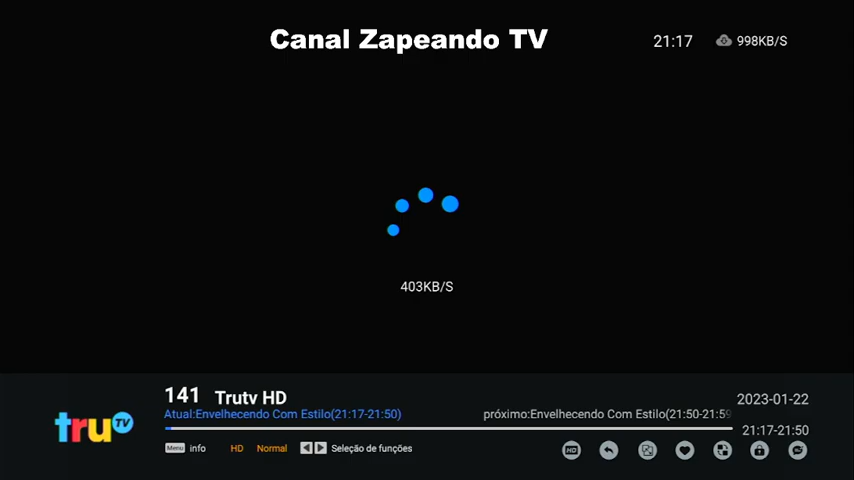 Canal Zapeando TV
21:17
998KB/S
403KB/S
141 Trutv HD
2023-01-22
Atual:Envelhecendo Com Estilo(21:17-21:50)
próximo:Envelhecendo Com Estilo(21:50-21:59
tru TV
21:17-21:50
Menu info HD Normal Seleção de funções
HD